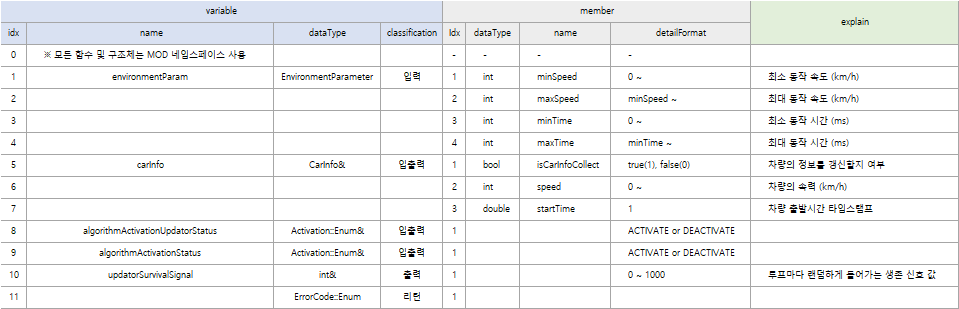 variable member explain
idx name dataType classification Idx dataType name detailFormat
0 ※ 모든 함수 및 구조체는 MOD 네임스페이스 사용 - - - -
1 environmentParam EnvironmentParameter 입력 1 int minSpeed 0 ~ 최소 동작 속도 (km/h)
2 2 int maxSpeed minSpeed ~ 최대 동작 속도 (km/h)
3 3 int minTime 0 ~ 최소 동작 시간 (ms)
4 4 int maxTime minTime ~ 최대 동작 시간 (ms)
5 carInfo CarInfo& 입출력 1 bool isCarInfoCollect true(1), false(0) 차량의 정보를 갱신할지 여부
6 2 int speed 0 ~ 차량의 속력 (km/h)
7 3 double startTime 1 차량 출발시간 타임스탬프
8 algorithmActivationUpdatorStatus Activation::Enum& 입출력 1 ACTIVATE or DEACTIVATE
9 algorithmActivationStatus Activation::Enum& 입출력 1 ACTIVATE or DEACTIVATE
10 updatorSurvivalSignal int& 출력 1 0 ~ 1000 루프마다 랜덤하게 들어가는 생존 신호 값
11 ErrorCode::Enum 리턴 1